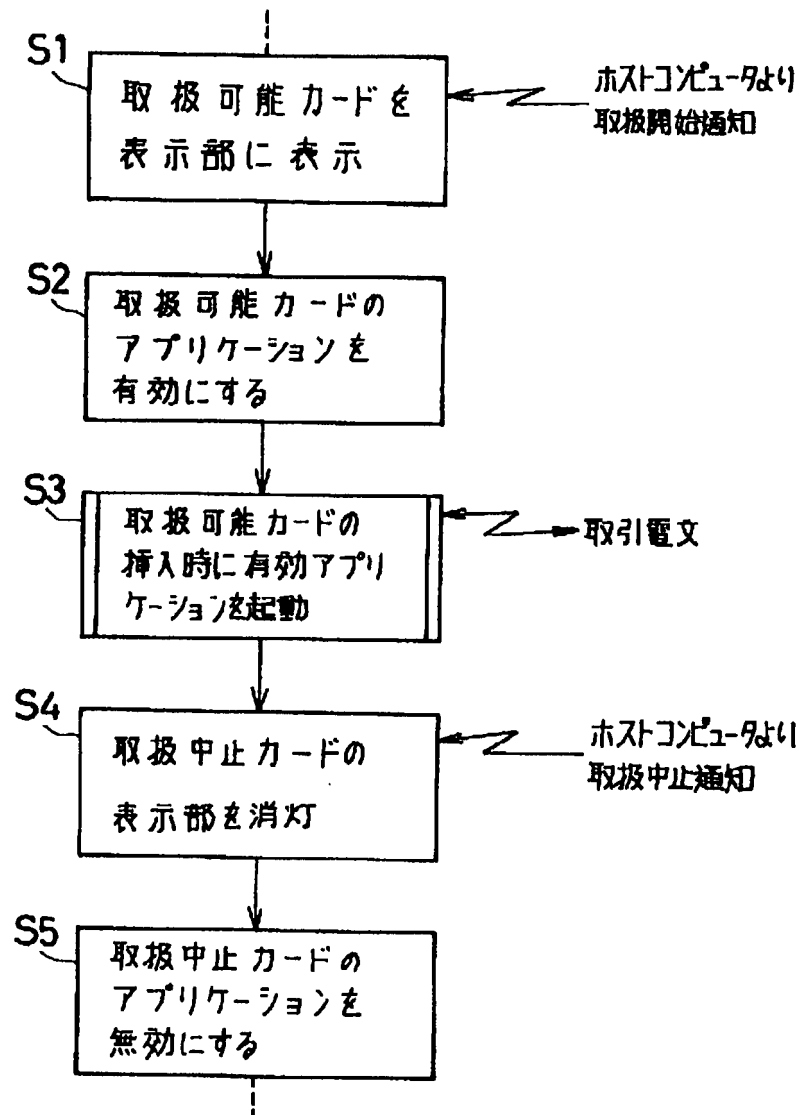 S1
取扱可能カードを
表示部に表示
ホストコンピュータより
取扱開始通知
S2
取扱可能カードの
アプリケーションを
有効にする
S3
取扱可能カードの
挿入時に有効アプリ
ケーションを起動
取引電文
S4
取扱中止カードの
表示部を消灯
ホストコンピュータより
取扱中止通知
S5
取扱中止カードの
アプリケーションを
無効にする